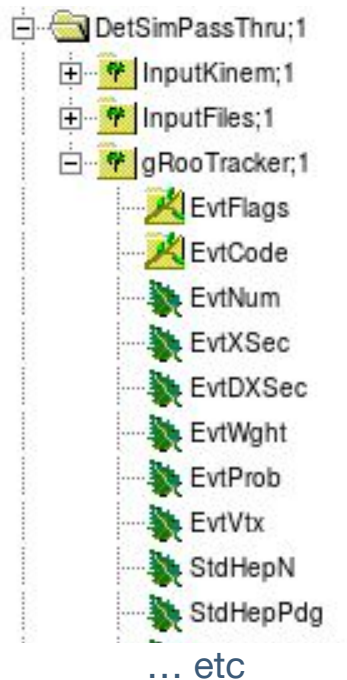 DetSimPassThru;1
InputKinem;1
InputFiles;1
gRooTracker;1
EvtFlags
EvtCode
EvtNum
EvtXSec
EvtDXSec
EvtWght
EvtProb
EvtVtx
StdHepN
StdHepPdg
... etc